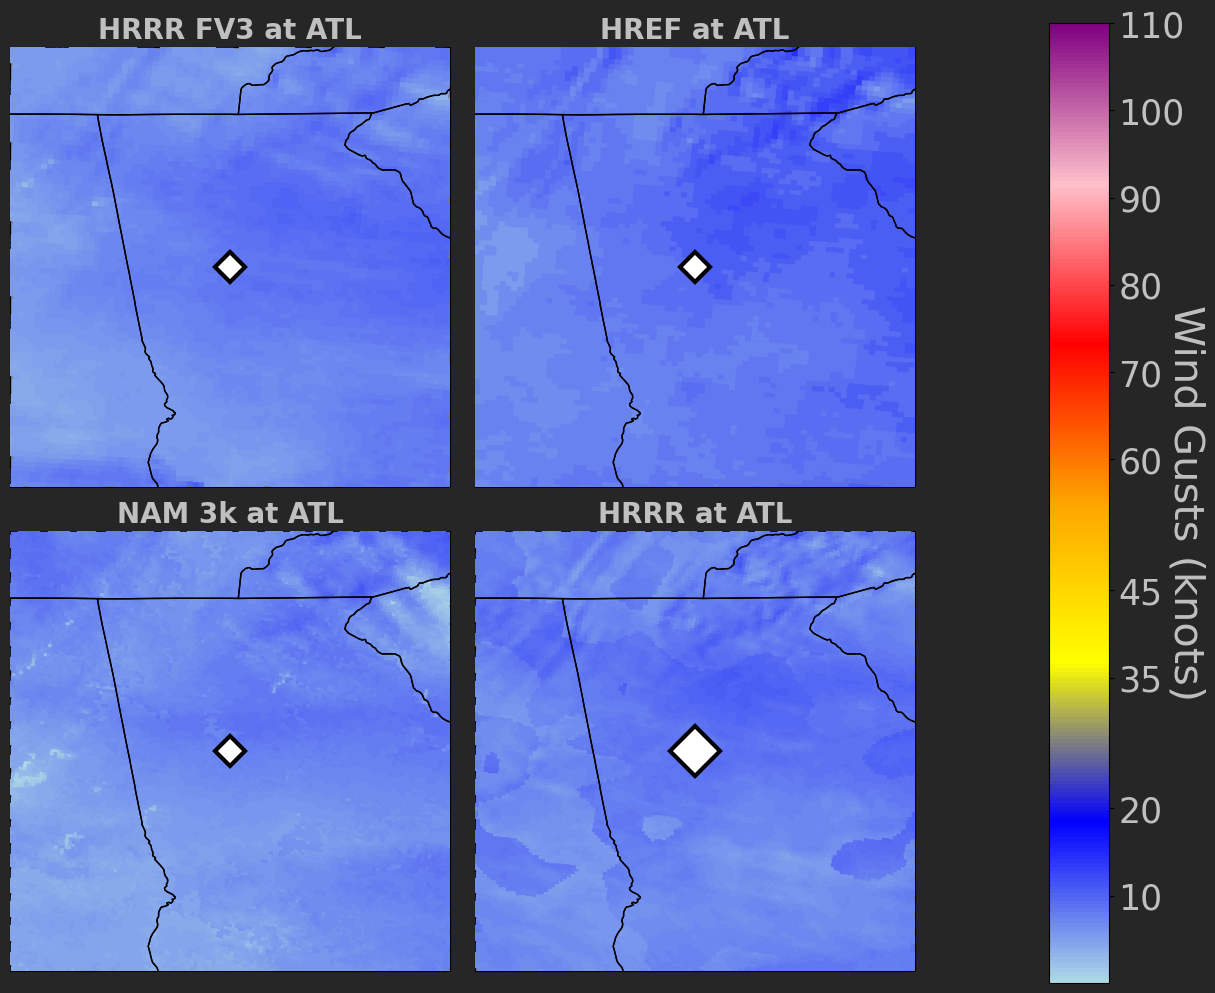 HRRR FV3 at ATL
HREF at ATL
NAM 3k at ATL
HRRR at ATL
110
100
90
80
70
60
45
35
20
10
Wind Gusts (knots)